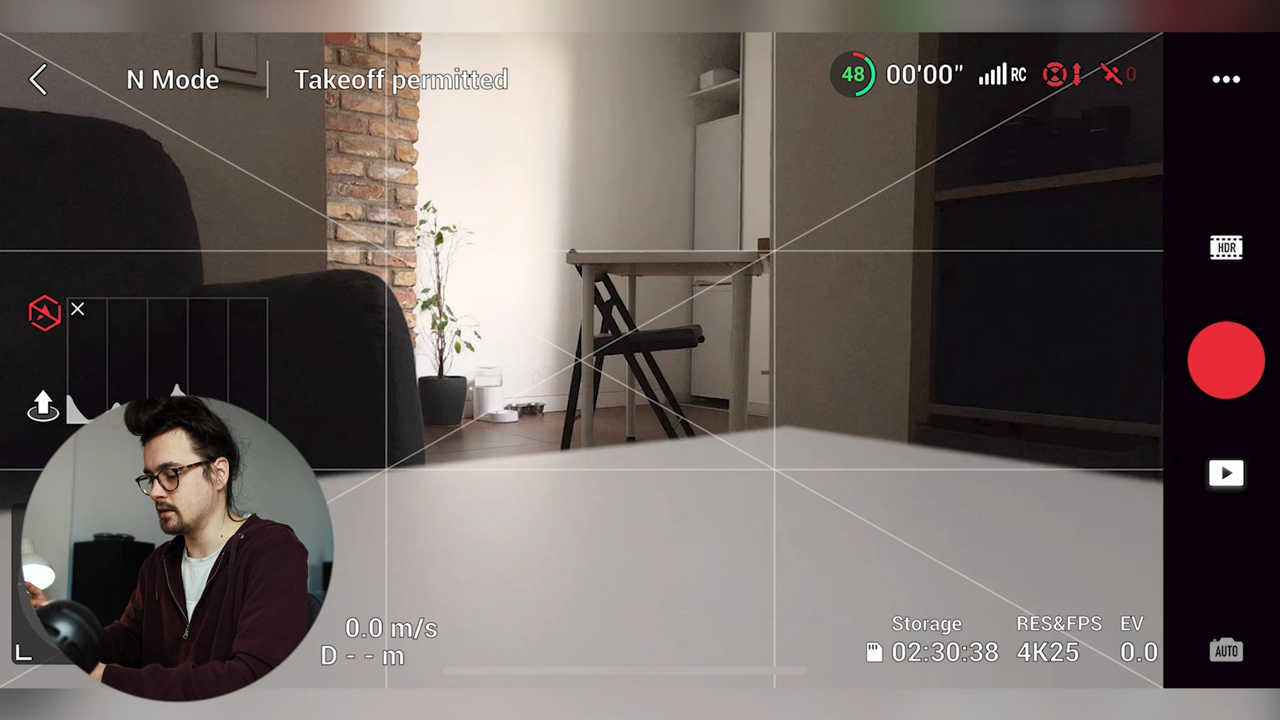 N Mode
Takeoff permitted
48
00'00"
RC
0
HDR
0.0 m/s
D - - m
Storage
02:30:38
RES&FPS
4K25
EV
0.0
AUTO